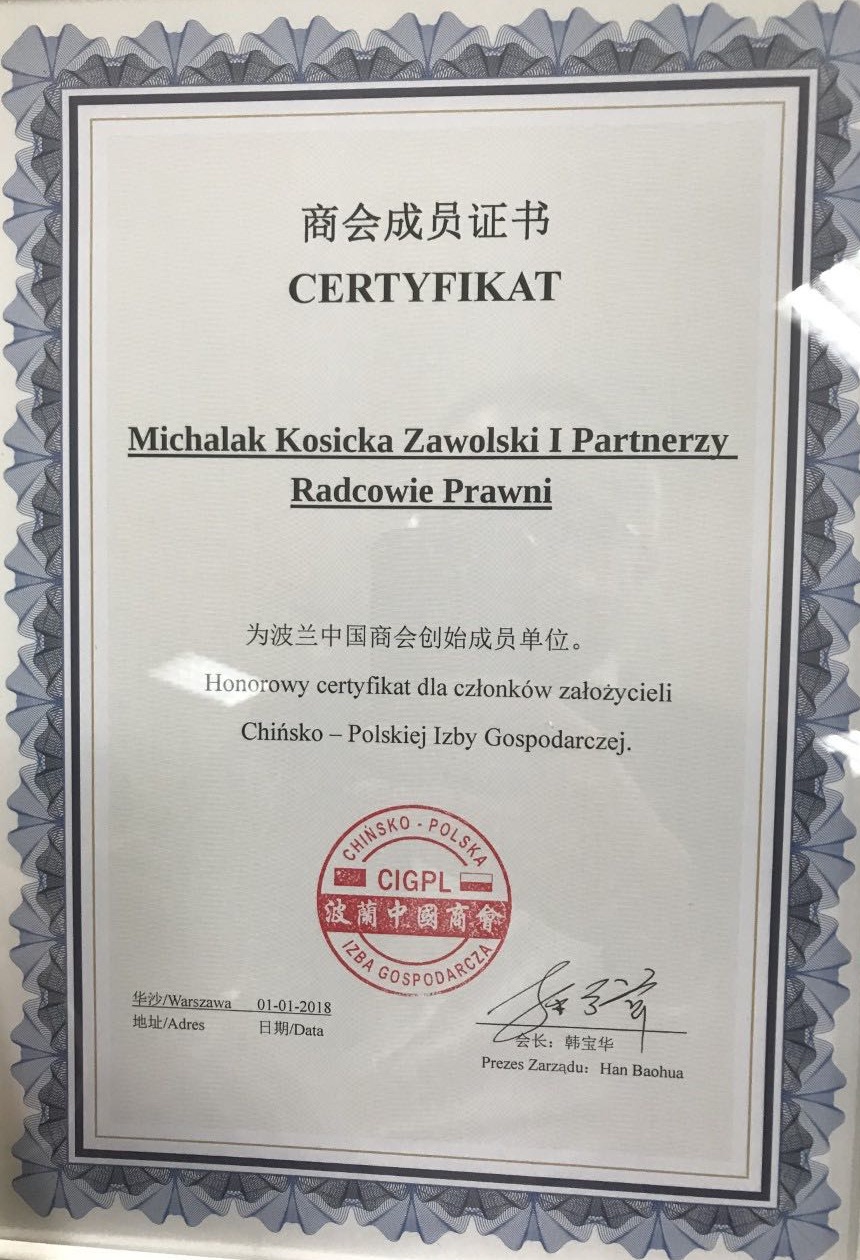 商会成员证书
CERTYFIKAT
Michalak Kosicka Zawolski I Partnerzy
Radcowie Prawni
为波兰中国商会创始成员单位。
Honorowy certyfikat dla członków założycieli
Chińsko – Polskiej Izby Gospodarczej.
CHIŃSKO - POLSKA
CIGPL
波蘭中國商會
IZBA GOSPODARCZA
华沙/Warszawa 01-01-2018
地址/Adres 日期/Data
会长：韩宝华
Prezes Zarządu：Han Baohua